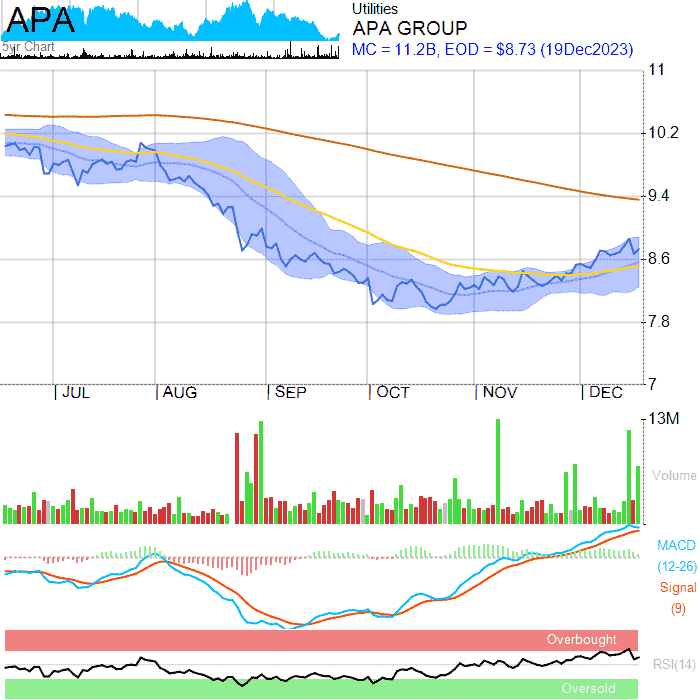 APA
5yr Chart
Utilities
APA GROUP
MC = 11.2B, EOD = $8.73 (19Dec2023)
11
10.2
9.4
8.6
7.8
7
JUL AUG SEP OCT NOV DEC
13M
Volume
MACD
(12-26)
Signal
(9)
Overbought
RSI(14)
Oversold